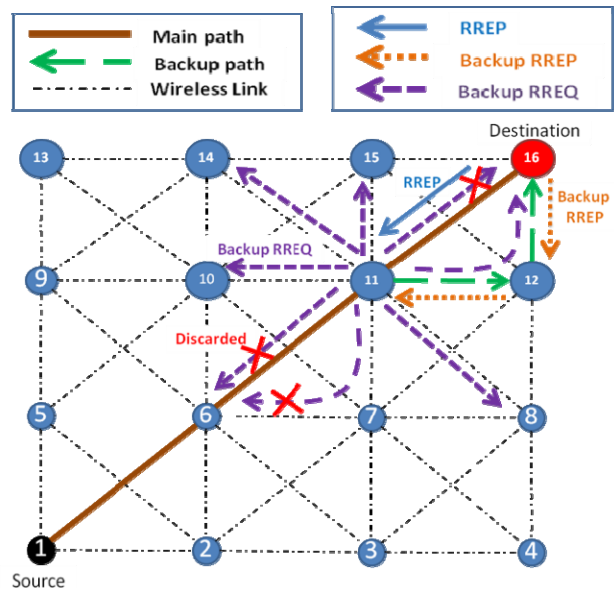 Main path
Backup path
Wireless Link
RREP
Backup RREP
Backup RREQ
Destination
13
14
15
16
RREP
Backup
RREP
Backup RREQ
9
10
11
12
Discarded
5
6
7
8
1
2
3
4
Source